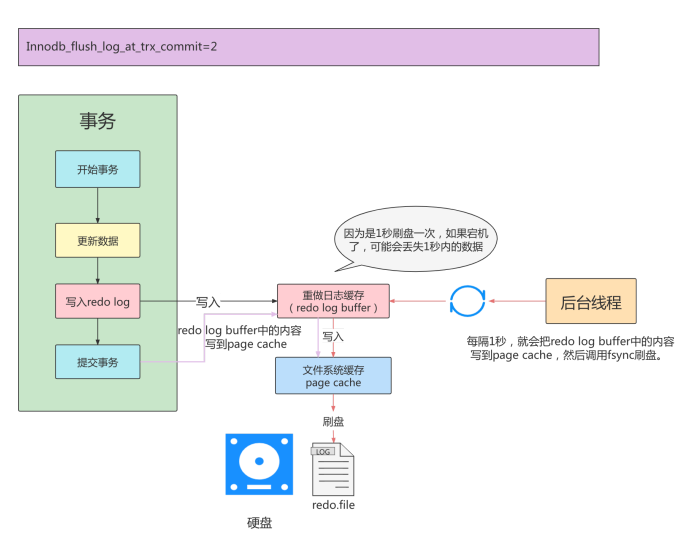 Innodb_flush_log_at_trx_commit=2
事务
开始事务
更新数据
写入redo log
提交事务
写入
redo log buffer中的内容
写到page cache
因为是1秒刷盘一次，如果宕机
了，可能会丢失1秒内的数据
重做日志缓存
（ redo log buffer ）
写入
文件系统缓存
page cache
刷盘
LOG
redo.file
硬盘
后台线程
每隔1秒，就会把redo log buffer中的内容
写到page cache，然后调用fsync刷盘。